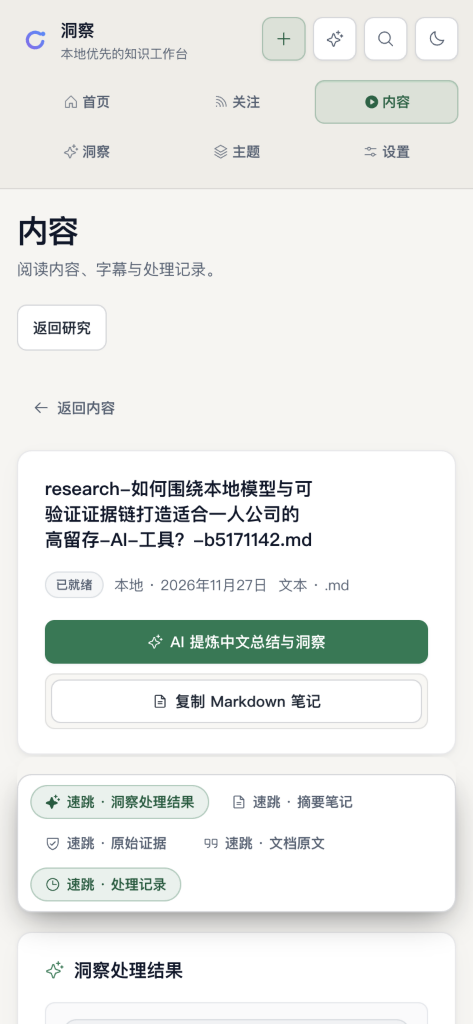 洞察
本地优先的知识工作台
首页
关注
内容
洞察
主题
设置
内容
阅读内容、字幕与处理记录。
返回研究
← 返回内容
research-如何围绕本地模型与可
验证证据链打造适合一人公司的
高留存-AI-工具？-b5171142.md
已就绪 本地 · 2026年11月27日 文本 · .md
AI 提炼中文总结与洞察
复制 Markdown 笔记
速跳 · 洞察处理结果
速跳 · 摘要笔记
速跳 · 原始证据
速跳 · 文档原文
速跳 · 处理记录
洞察处理结果